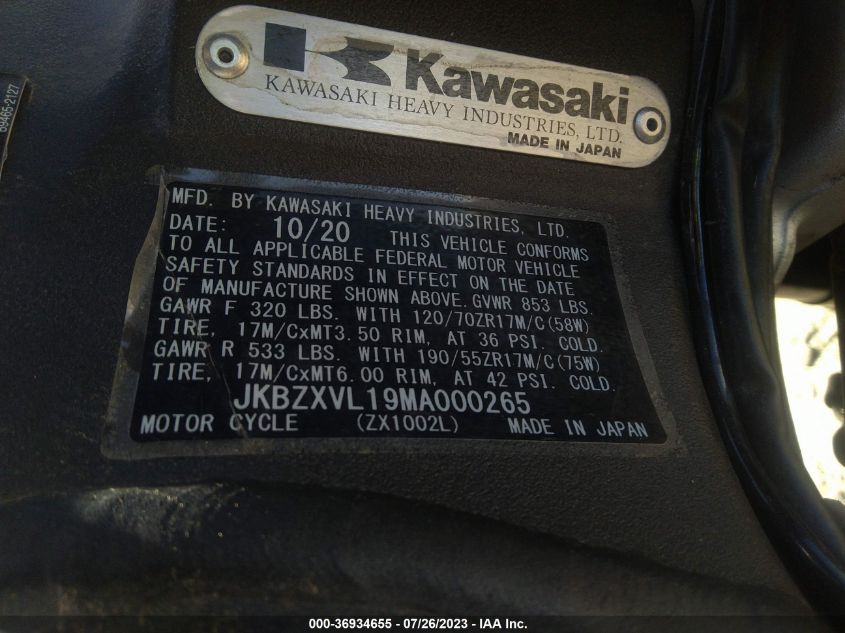 69465-2127
Kawasaki
KAWASAKI HEAVY INDUSTRIES, LTD.
MADE IN JAPAN
MFD. BY KAWASAKI HEAVY INDUSTRIES, LTD.
DATE: 10/20 THIS VEHICLE CONFORMS
TO ALL APPLICABLE FEDERAL MOTOR VEHICLE
SAFETY STANDARDS IN EFFECT ON THE DATE
OF MANUFACTURE SHOWN ABOVE. GVWR 853 LBS.
GAWR F 320 LBS. WITH 120/70ZR17M/C(58W)
TIRE, 17M/CxMT3.50 RIM, AT 36 PSI. COLD.
GAWR R 533 LBS. WITH 190/55ZR17M/C(75W)
TIRE, 17M/CxMT6.00 RIM, AT 42 PSI. COLD.
JKBZXVL19MA000265
MOTOR CYCLE (ZX1002L) MADE IN JAPAN
000-36934655 - 07/26/2023 - IAA Inc.